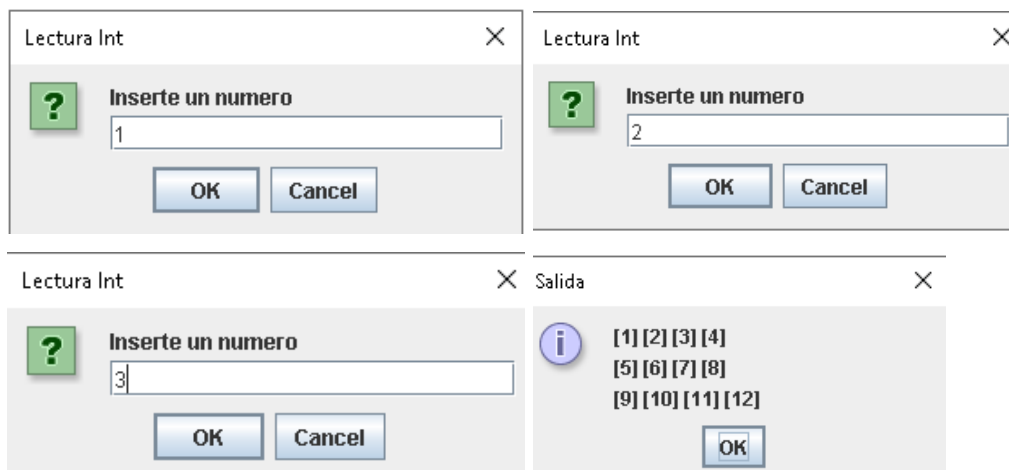 Lectura Int
Inserte un numero
1
OK Cancel
Lectura Int
Inserte un numero
2
OK Cancel
Lectura Int
Inserte un numero
3
OK Cancel
Salida
[1] [2] [3] [4]
[5] [6] [7] [8]
[9] [10] [11] [12]
OK